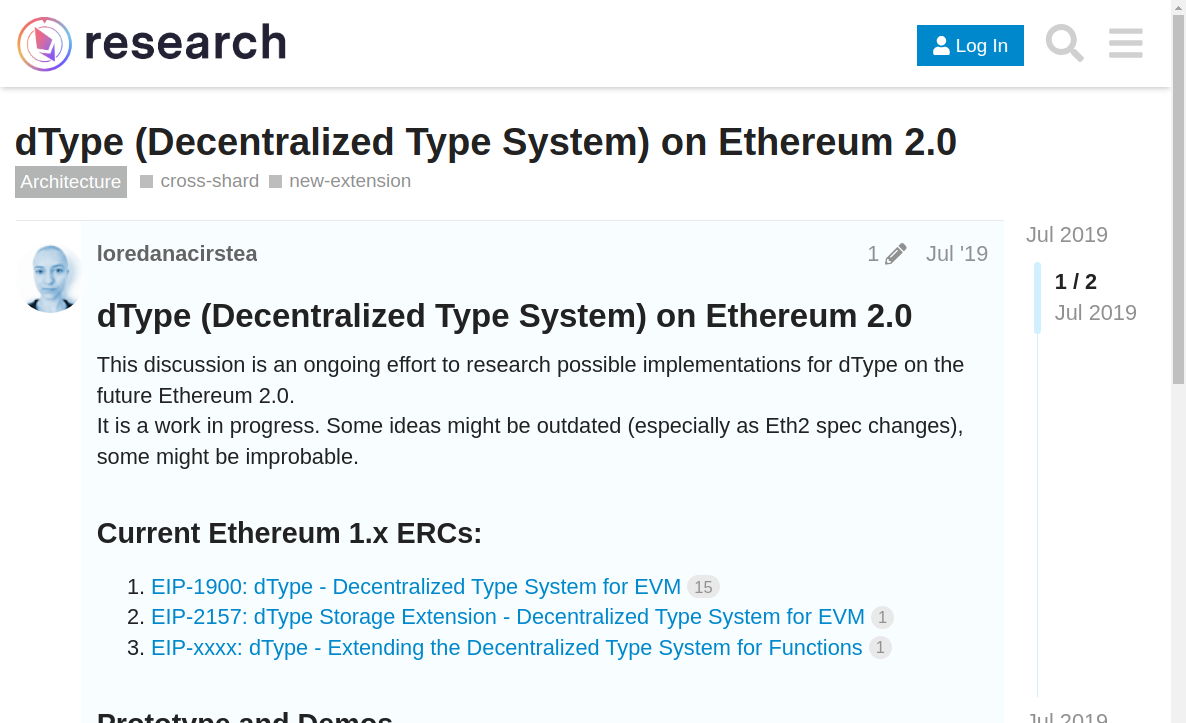 research
Log In
dType (Decentralized Type System) on Ethereum 2.0
Architecture cross-shard new-extension
loredanacirstea 1 Jul '19
Jul 2019
1 / 2
Jul 2019
dType (Decentralized Type System) on Ethereum 2.0
This discussion is an ongoing effort to research possible implementations for dType on the
future Ethereum 2.0.
It is a work in progress. Some ideas might be outdated (especially as Eth2 spec changes),
some might be improbable.
Current Ethereum 1.x ERCs:
1. EIP-1900: dType - Decentralized Type System for EVM 15
2. EIP-2157: dType Storage Extension - Decentralized Type System for EVM 1
3. EIP-xxxx: dType - Extending the Decentralized Type System for Functions 1
Prototype and Demos
Jul 2019